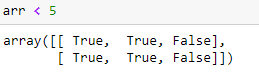 arr < 5
array([[ True,  True, False],
       [ True,  True, False]])